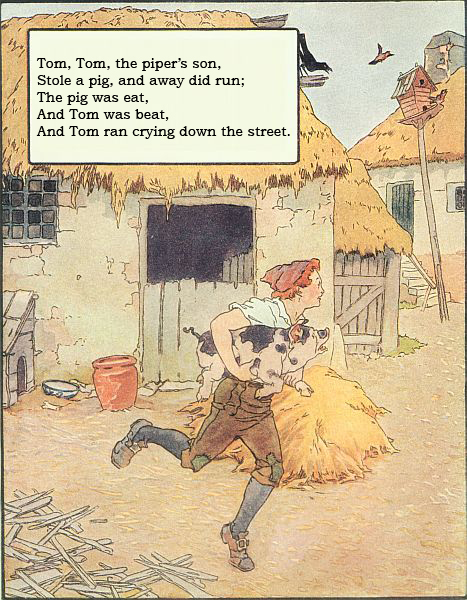 Tom, Tom, the piper's son,
Stole a pig, and away did run;
The pig was eat,
And Tom was beat,
And Tom ran crying down the street.